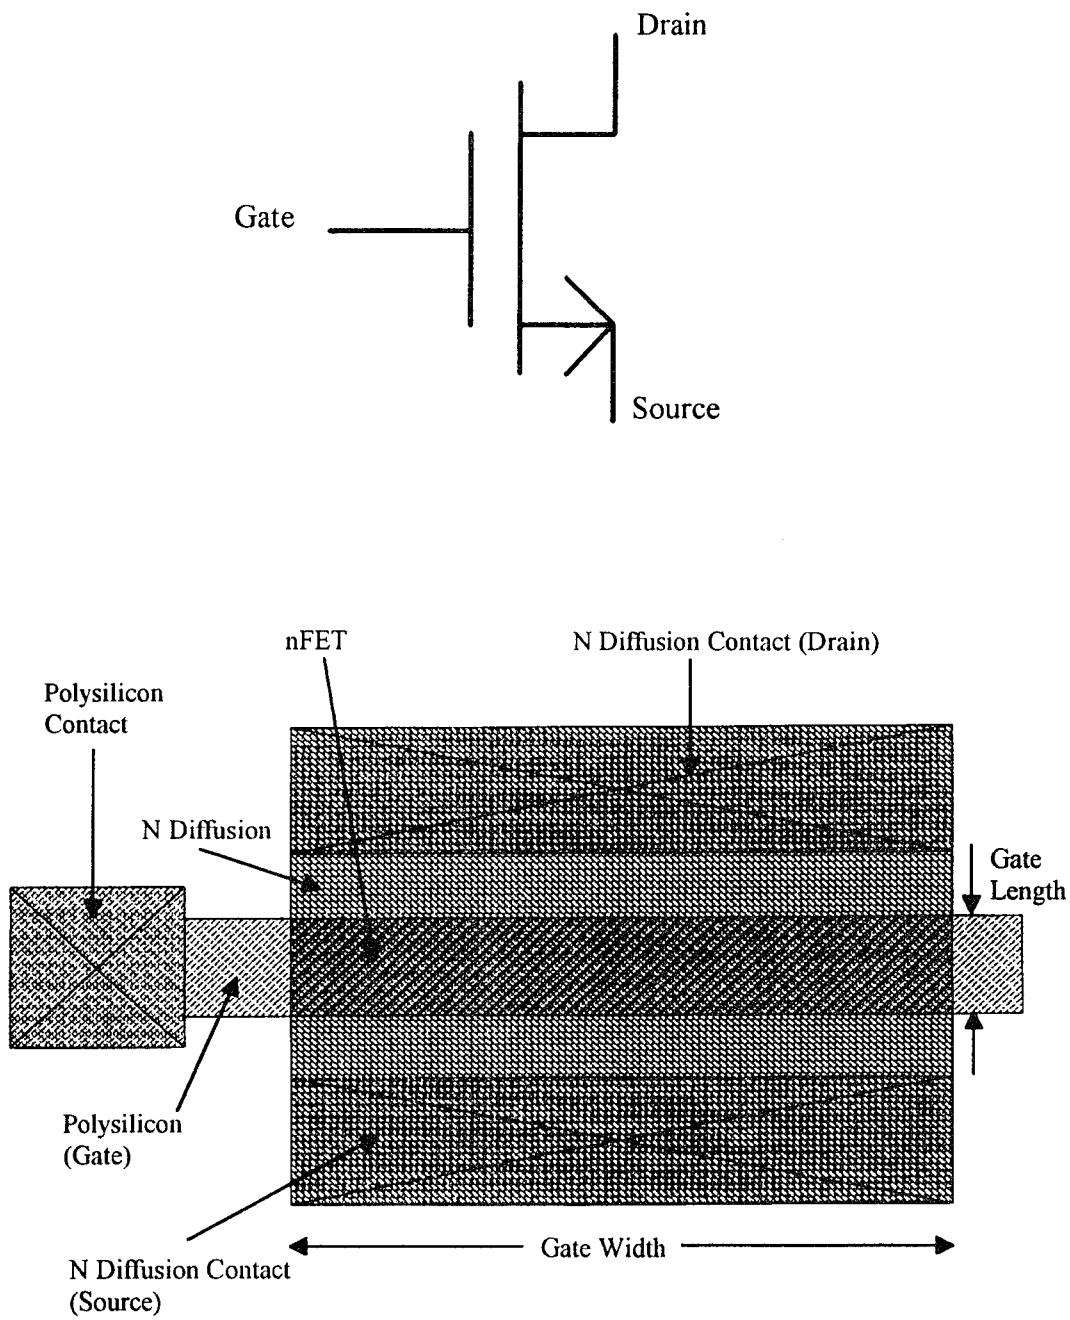 Drain
Gate
Source
nFET
N Diffusion Contact (Drain)
Polysilicon
Contact
N Diffusion
Gate
Length
Polysilicon
(Gate)
Gate Width
N Diffusion Contact
(Source)